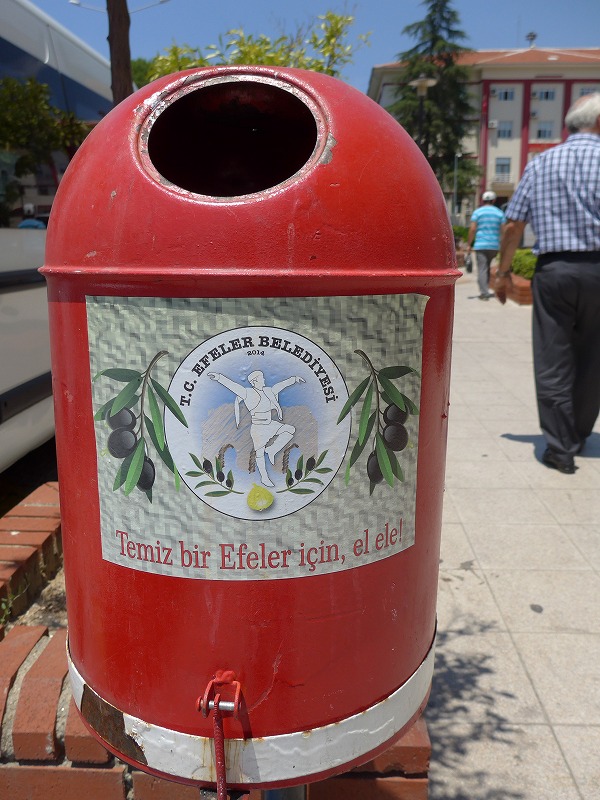 T.C. EFELER BELEDİYESİ
2014
Temiz bir Efeler için, el ele!